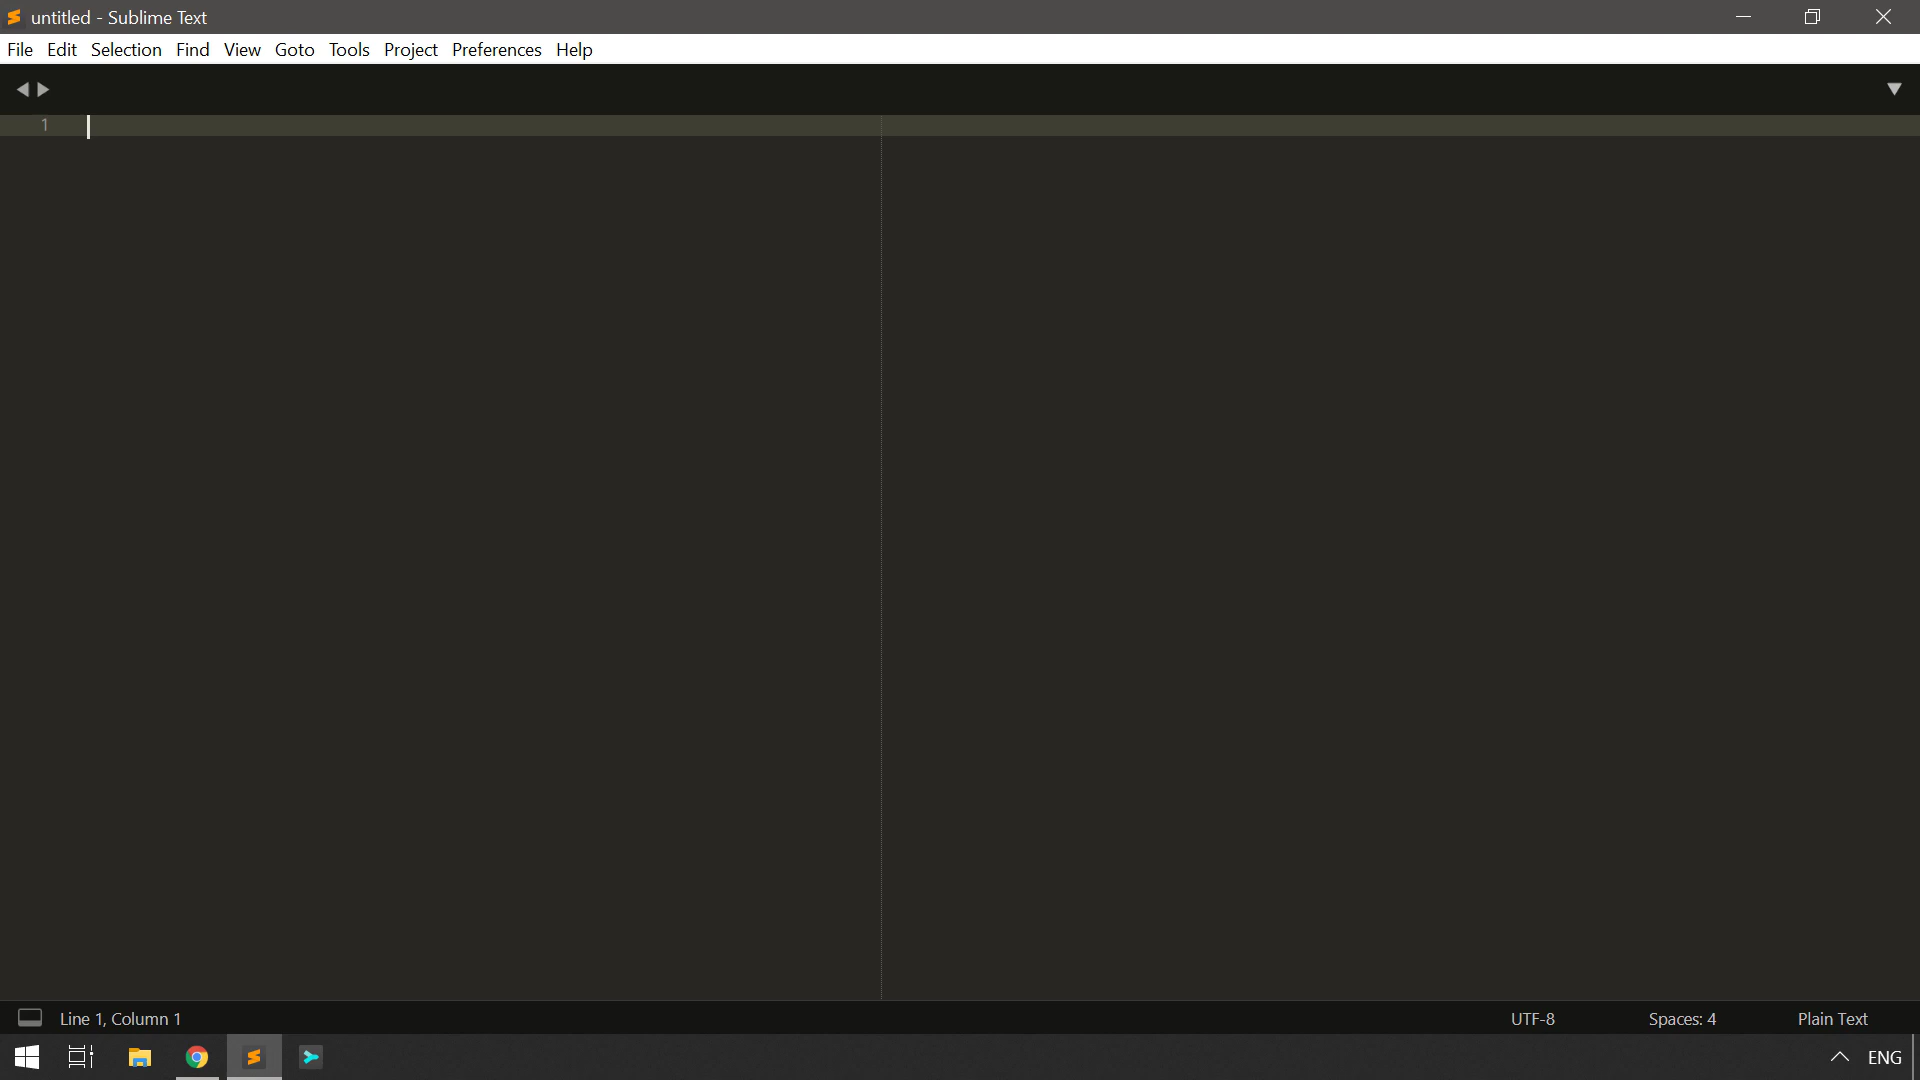 untitled - Sublime Text
File Edit Selection Find View Goto Tools Project Preferences Help
1
Line 1, Column 1 UTF-8 Spaces: 4 Plain Text
ENG